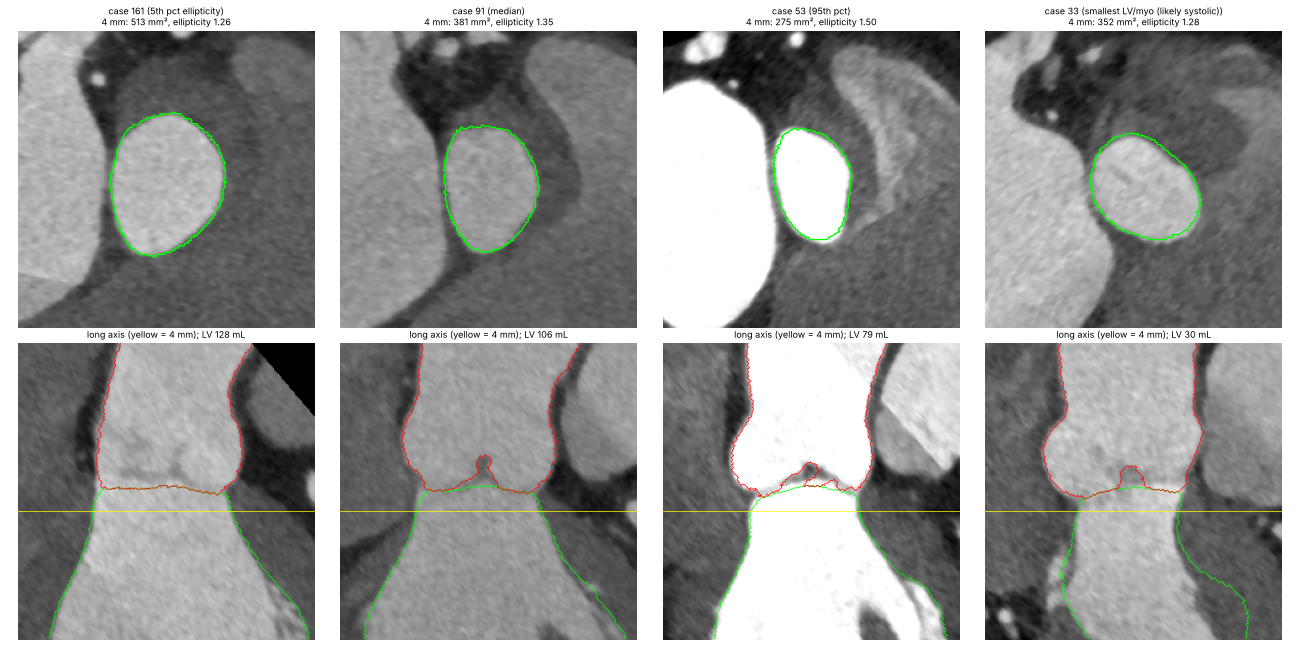 case 161 (5th pct ellipticity)
4 mm: 513 mm², ellipticity 1.26
case 91 (median)
4 mm: 381 mm², ellipticity 1.35
case 53 (95th pct)
4 mm: 275 mm², ellipticity 1.50
case 33 (smallest LV/myo (likely systolic))
4 mm: 352 mm², ellipticity 1.28
long axis (yellow = 4 mm); LV 128 mL
long axis (yellow = 4 mm); LV 106 mL
long axis (yellow = 4 mm); LV 79 mL
long axis (yellow = 4 mm); LV 30 mL